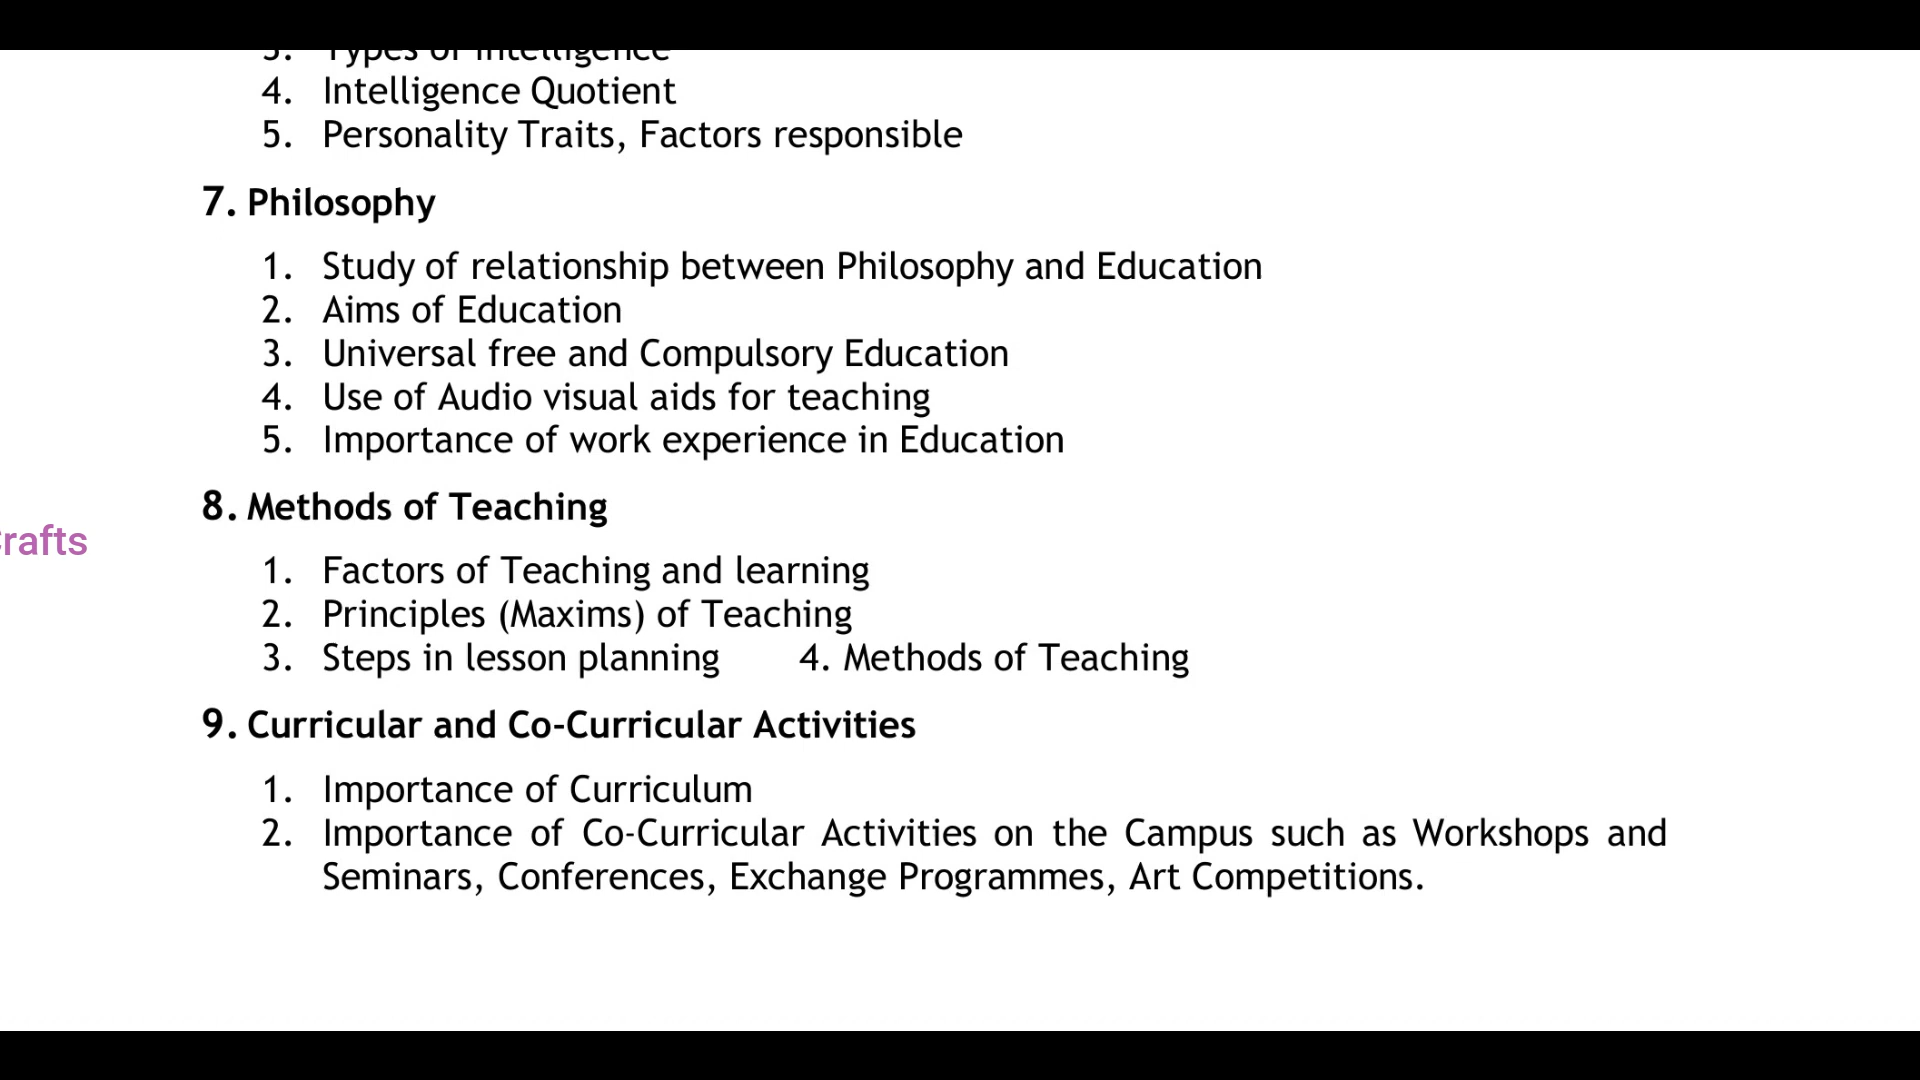 3. Types of Intelligence
4. Intelligence Quotient
5. Personality Traits, Factors responsible
7. Philosophy
1. Study of relationship between Philosophy and Education
2. Aims of Education
3. Universal free and Compulsory Education
4. Use of Audio visual aids for teaching
5. Importance of work experience in Education
8. Methods of Teaching
rafts
1. Factors of Teaching and learning
2. Principles (Maxims) of Teaching
3. Steps in lesson planning 4. Methods of Teaching
9. Curricular and Co-Curricular Activities
1. Importance of Curriculum
2. Importance of Co-Curricular Activities on the Campus such as Workshops and
Seminars, Conferences, Exchange Programmes, Art Competitions.